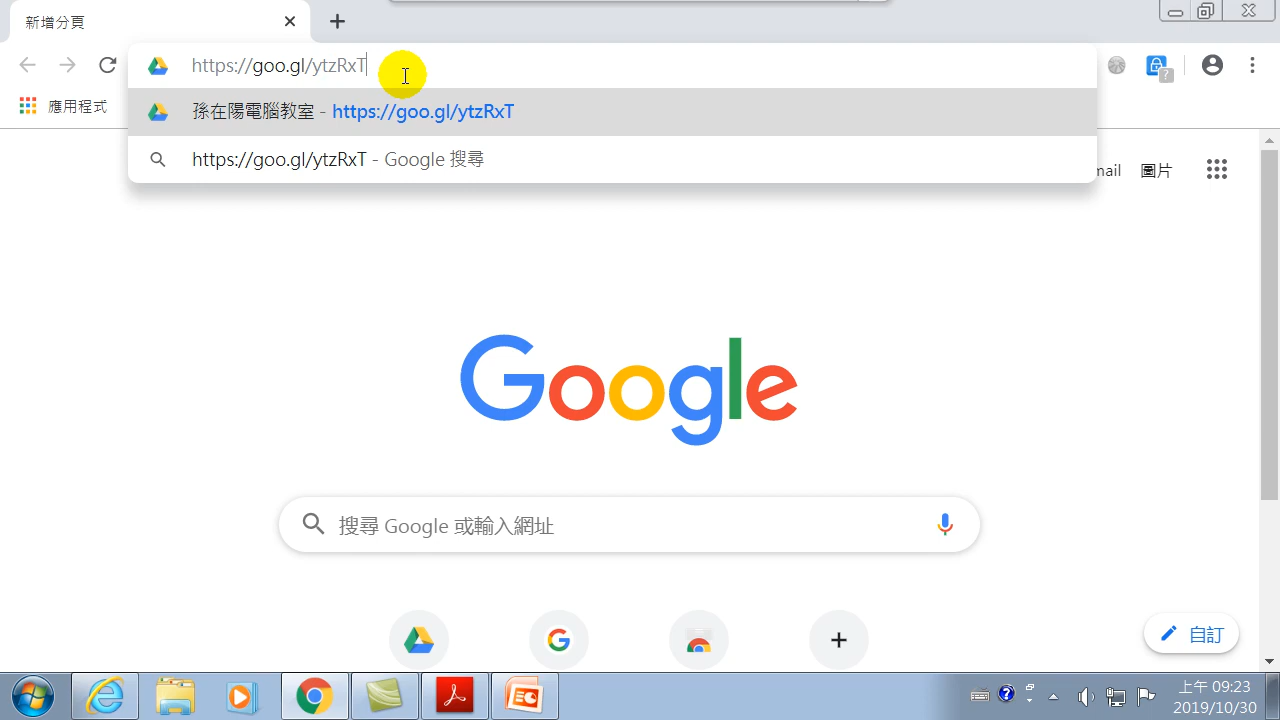 新增分頁
https://goo.gl/ytzRxT
應用程式
孫在陽電腦教室 - https://goo.gl/ytzRxT
https://goo.gl/ytzRxT - Google 搜尋
mail 圖片
Google
搜尋 Google 或輸入網址
自訂
上午 09:23
2019/10/30